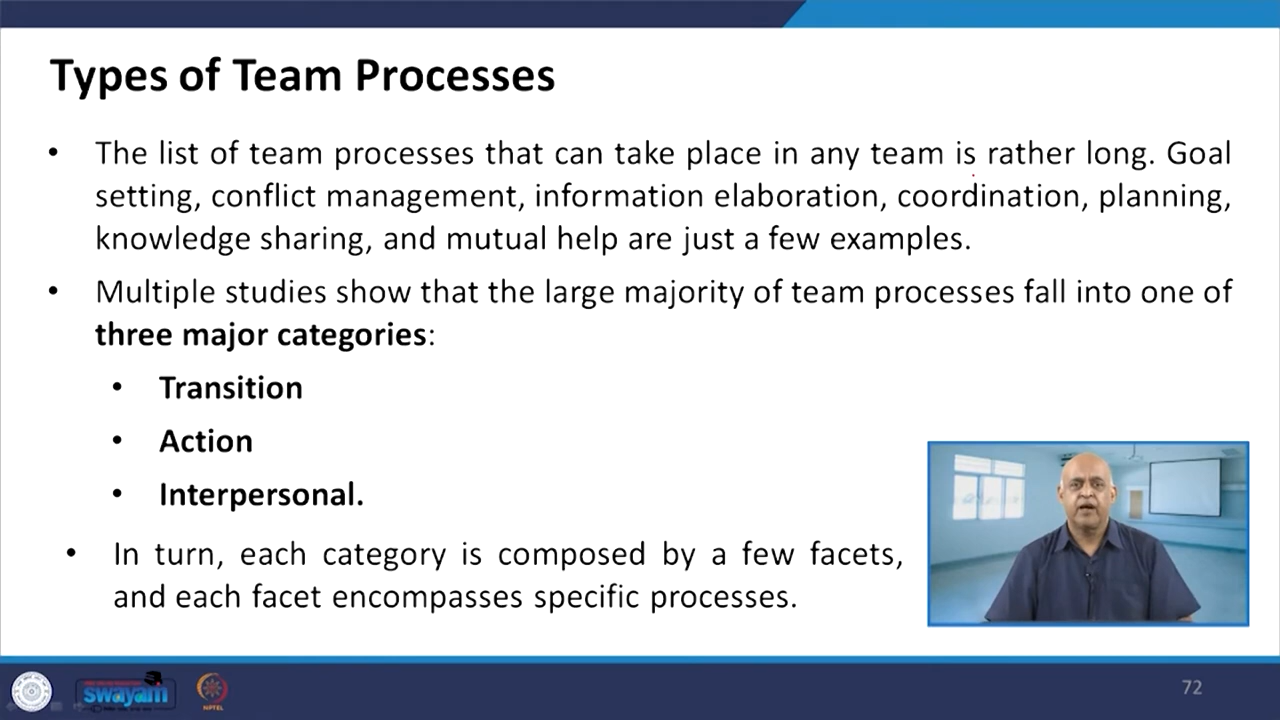 Types of Team Processes
• The list of team processes that can take place in any team is rather long. Goal
setting, conflict management, information elaboration, coordination, planning,
knowledge sharing, and mutual help are just a few examples.
• Multiple studies show that the large majority of team processes fall into one of
three major categories:
• Transition
• Action
• Interpersonal.
• In turn, each category is composed by a few facets,
and each facet encompasses specific processes.
swayam
NPTEL
72